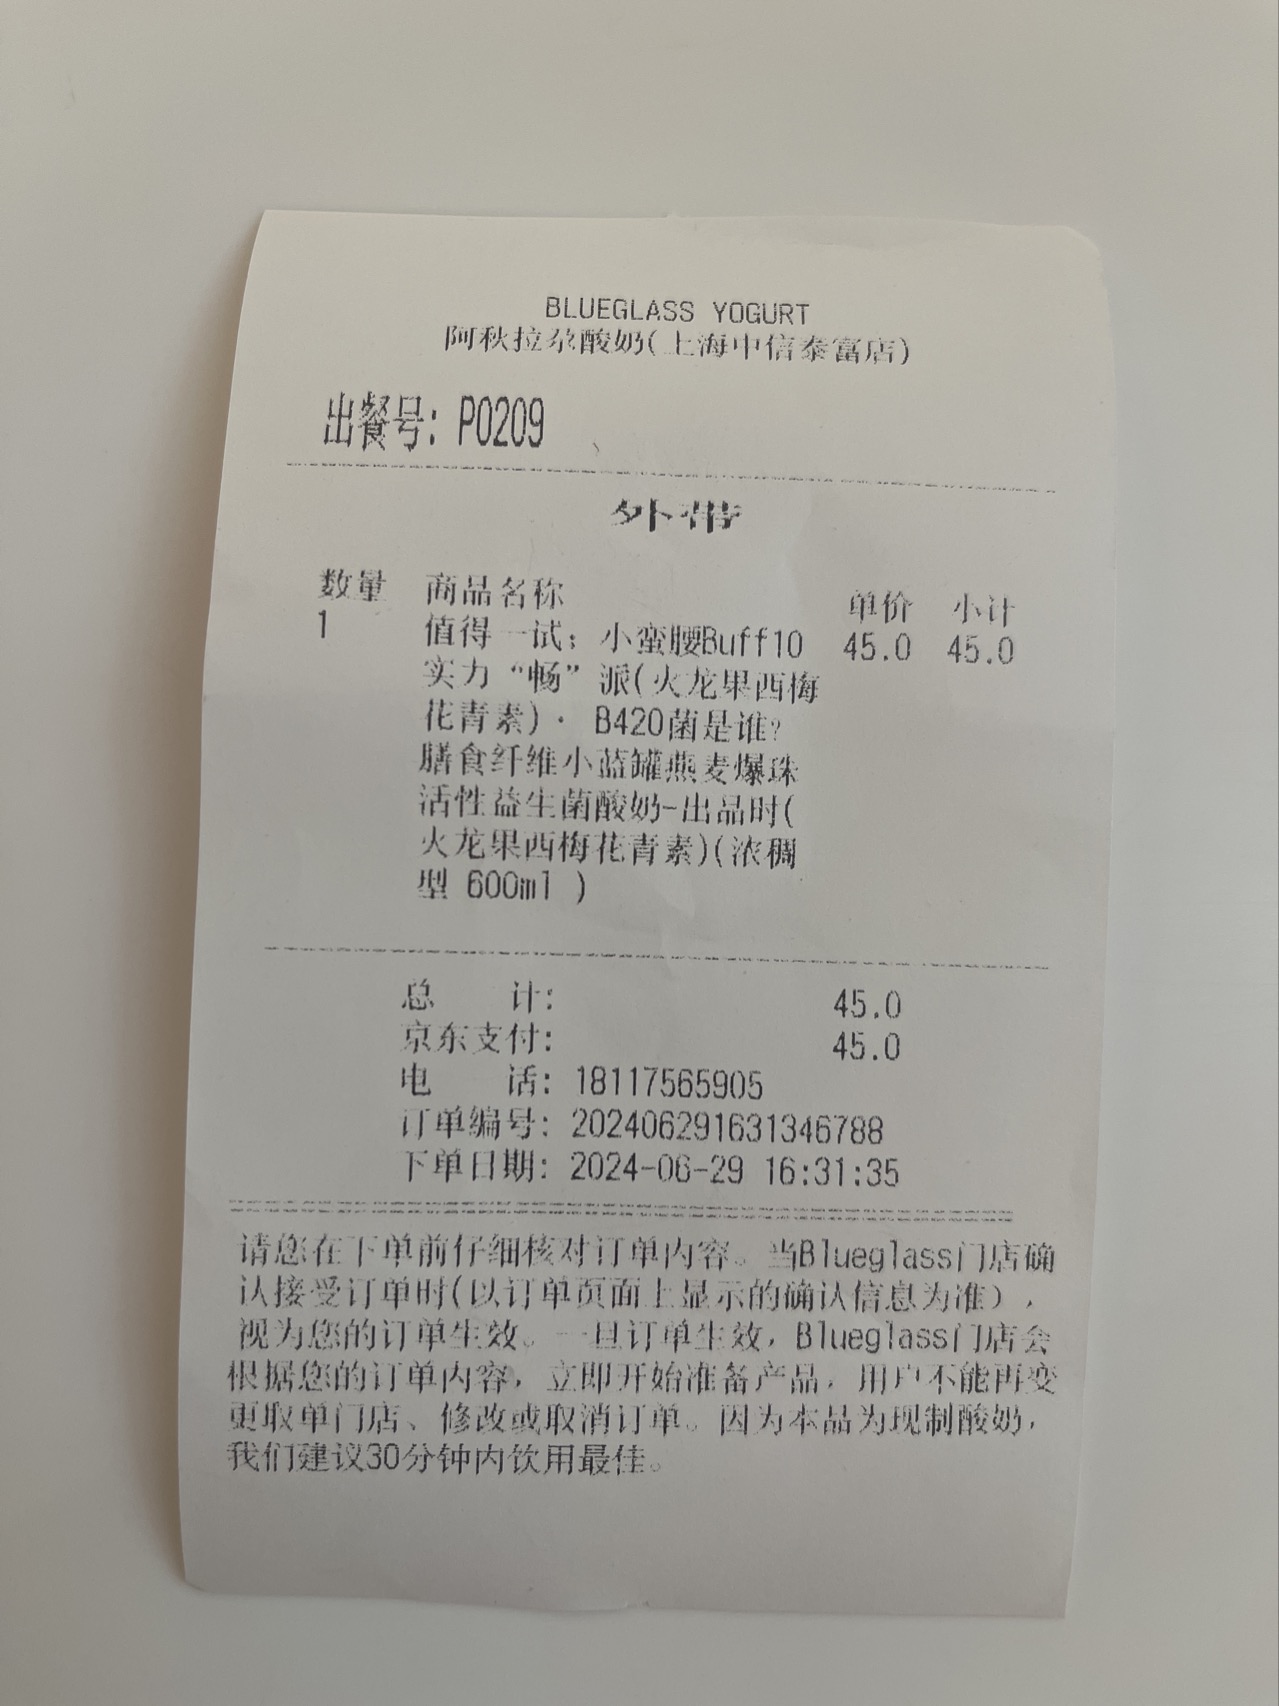 BLUEGLASS YOGURT
阿秋拉尕酸奶(上海中信泰富店)
出餐号: P0209
外带
数量 商品名称 单价 小计
1 值得一试：小蛮腰Buff10 45.0 45.0
实力“畅”派(火龙果西梅
花青素)· B420菌是谁?
膳食纤维小蓝罐燕麦爆珠
活性益生菌酸奶-出品时(
火龙果西梅花青素)(浓稠
型 600ml )
总 计: 45.0
京东支付: 45.0
电 话: 18117565905
订单编号: 202406291631346788
下单日期: 2024-06-29 16:31:35
请您在下单前仔细核对订单内容。当Blueglass门店确
认接受订单时(以订单页面上显示的确认信息为准)，
视为您的订单生效。一旦订单生效，Blueglass门店会
根据您的订单内容，立即开始准备产品，用户不能再变
更取单门店、修改或取消订单。因为本品为现制酸奶，
我们建议30分钟内饮用最佳。